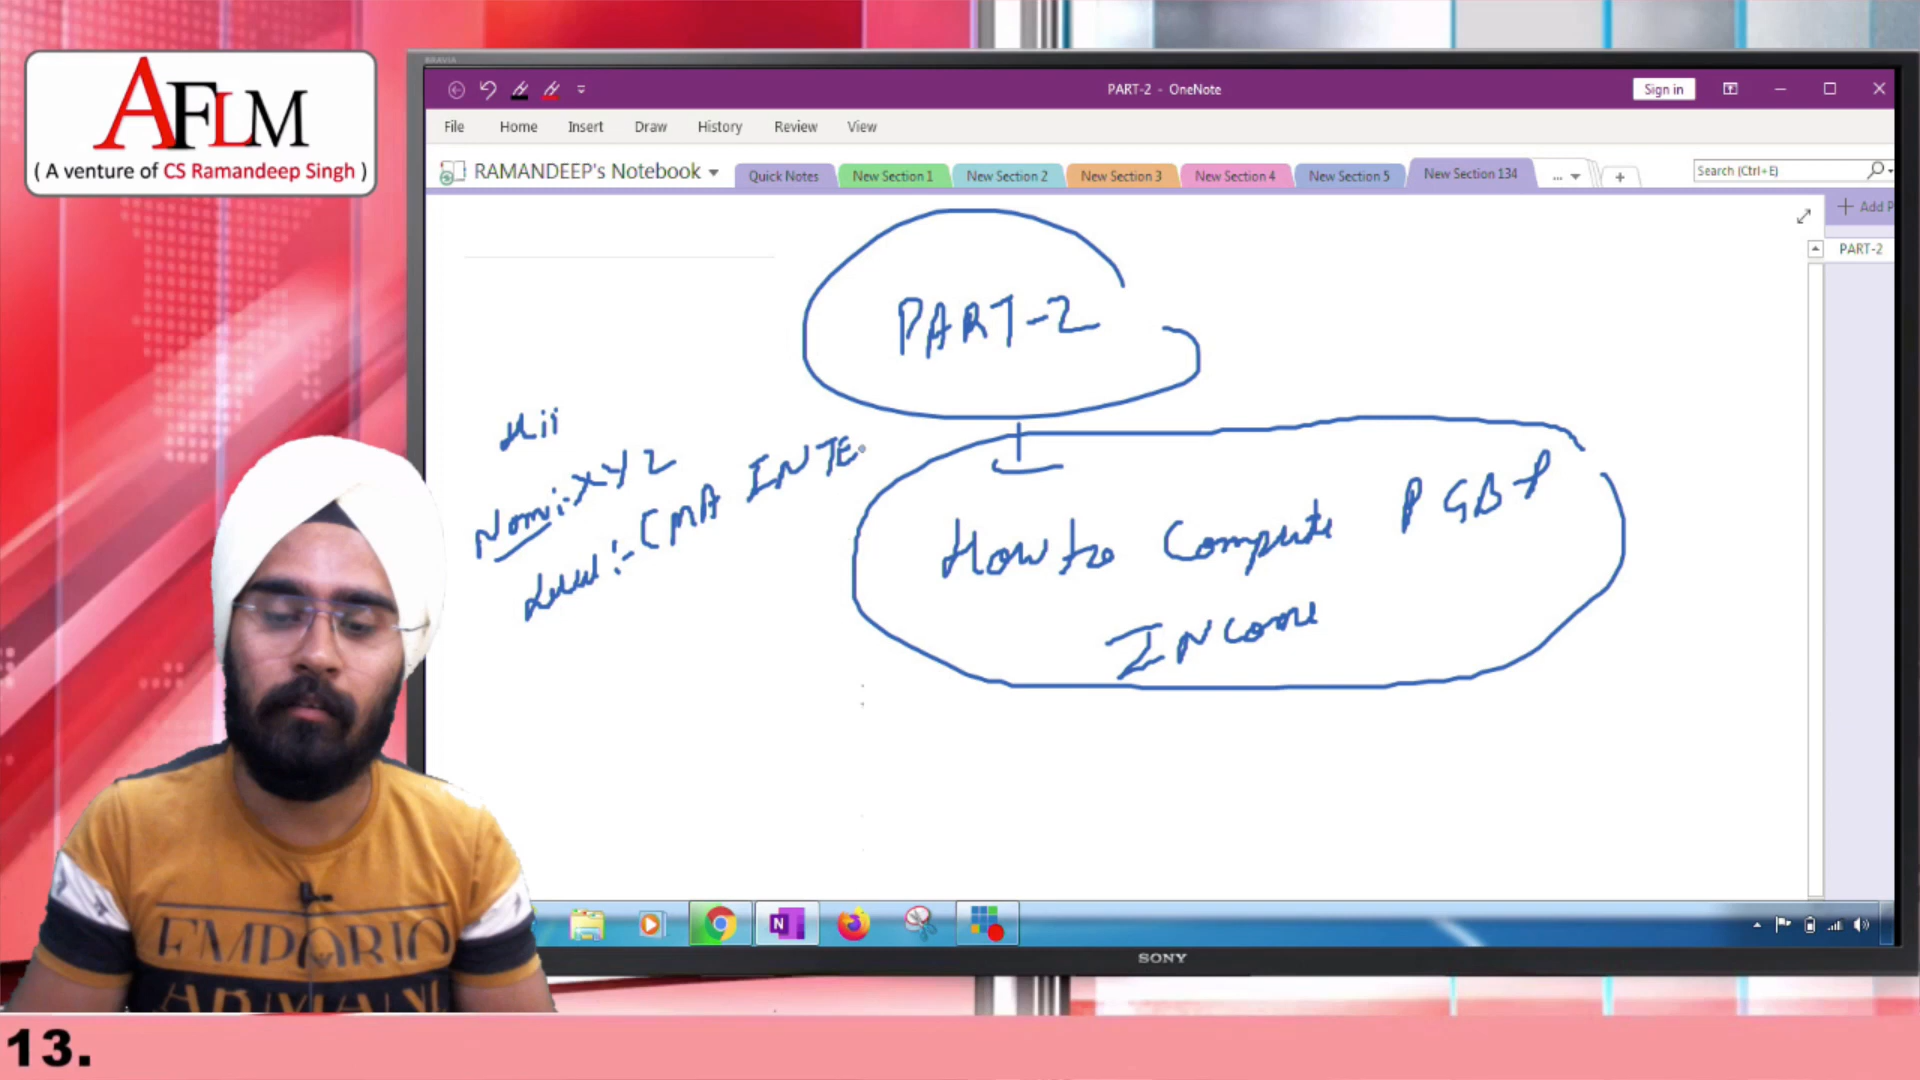 AFLM
( A venture of CS Ramandeep Singh )
BRAVIA
PART-2 - OneNote
Sign in
File Home Insert Draw History Review View
RAMANDEEP's Notebook
Quick Notes New Section 1 New Section 2 New Section 3 New Section 4 New Section 5 New Section 134 ...
Search (Ctrl+E)
Add P
PART-2
PART-2
Hii
Name:- XYZ
Level:- CMA INTE
How to Compute PGBP
INCome
EMPORIO
ARMANI
SONY
13.